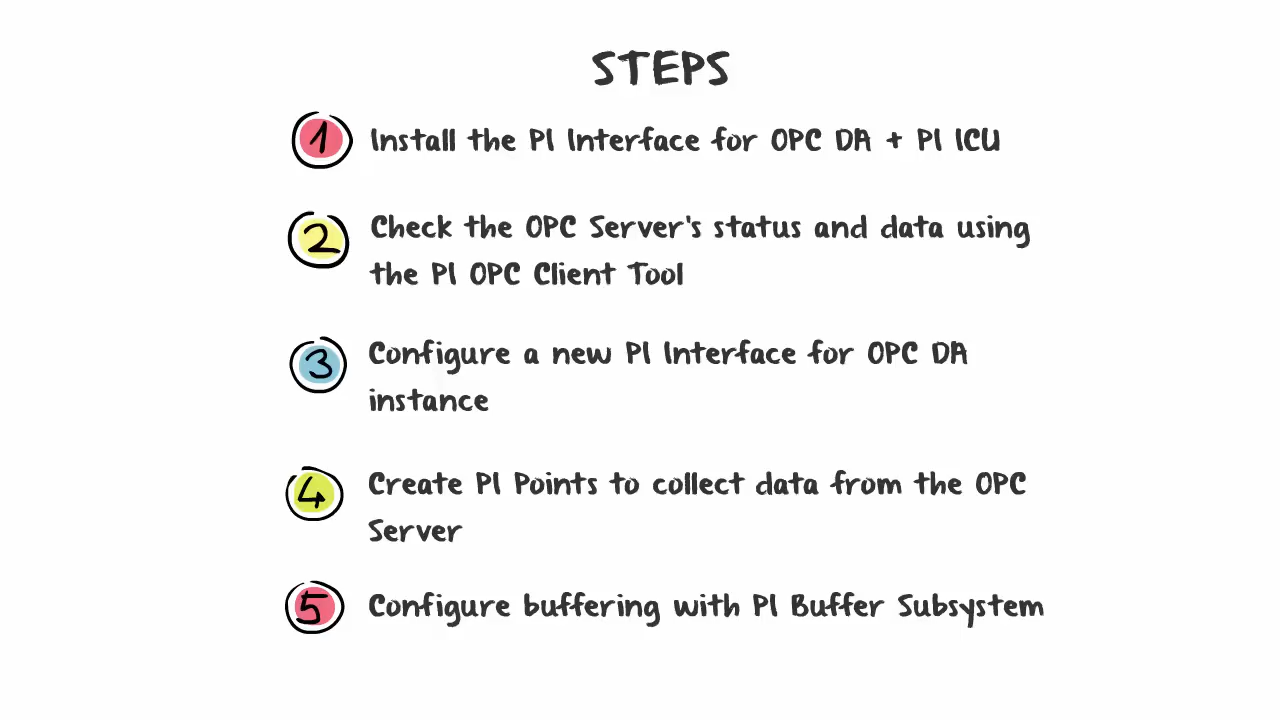 STEPS
1 Install the PI Interface for OPC DA + PI ICU
2 Check the OPC Server's status and data using
the PI OPC Client Tool
3 Configure a new PI Interface for OPC DA
instance
4 Create PI Points to collect data from the OPC
Server
5 Configure buffering with PI Buffer Subsystem